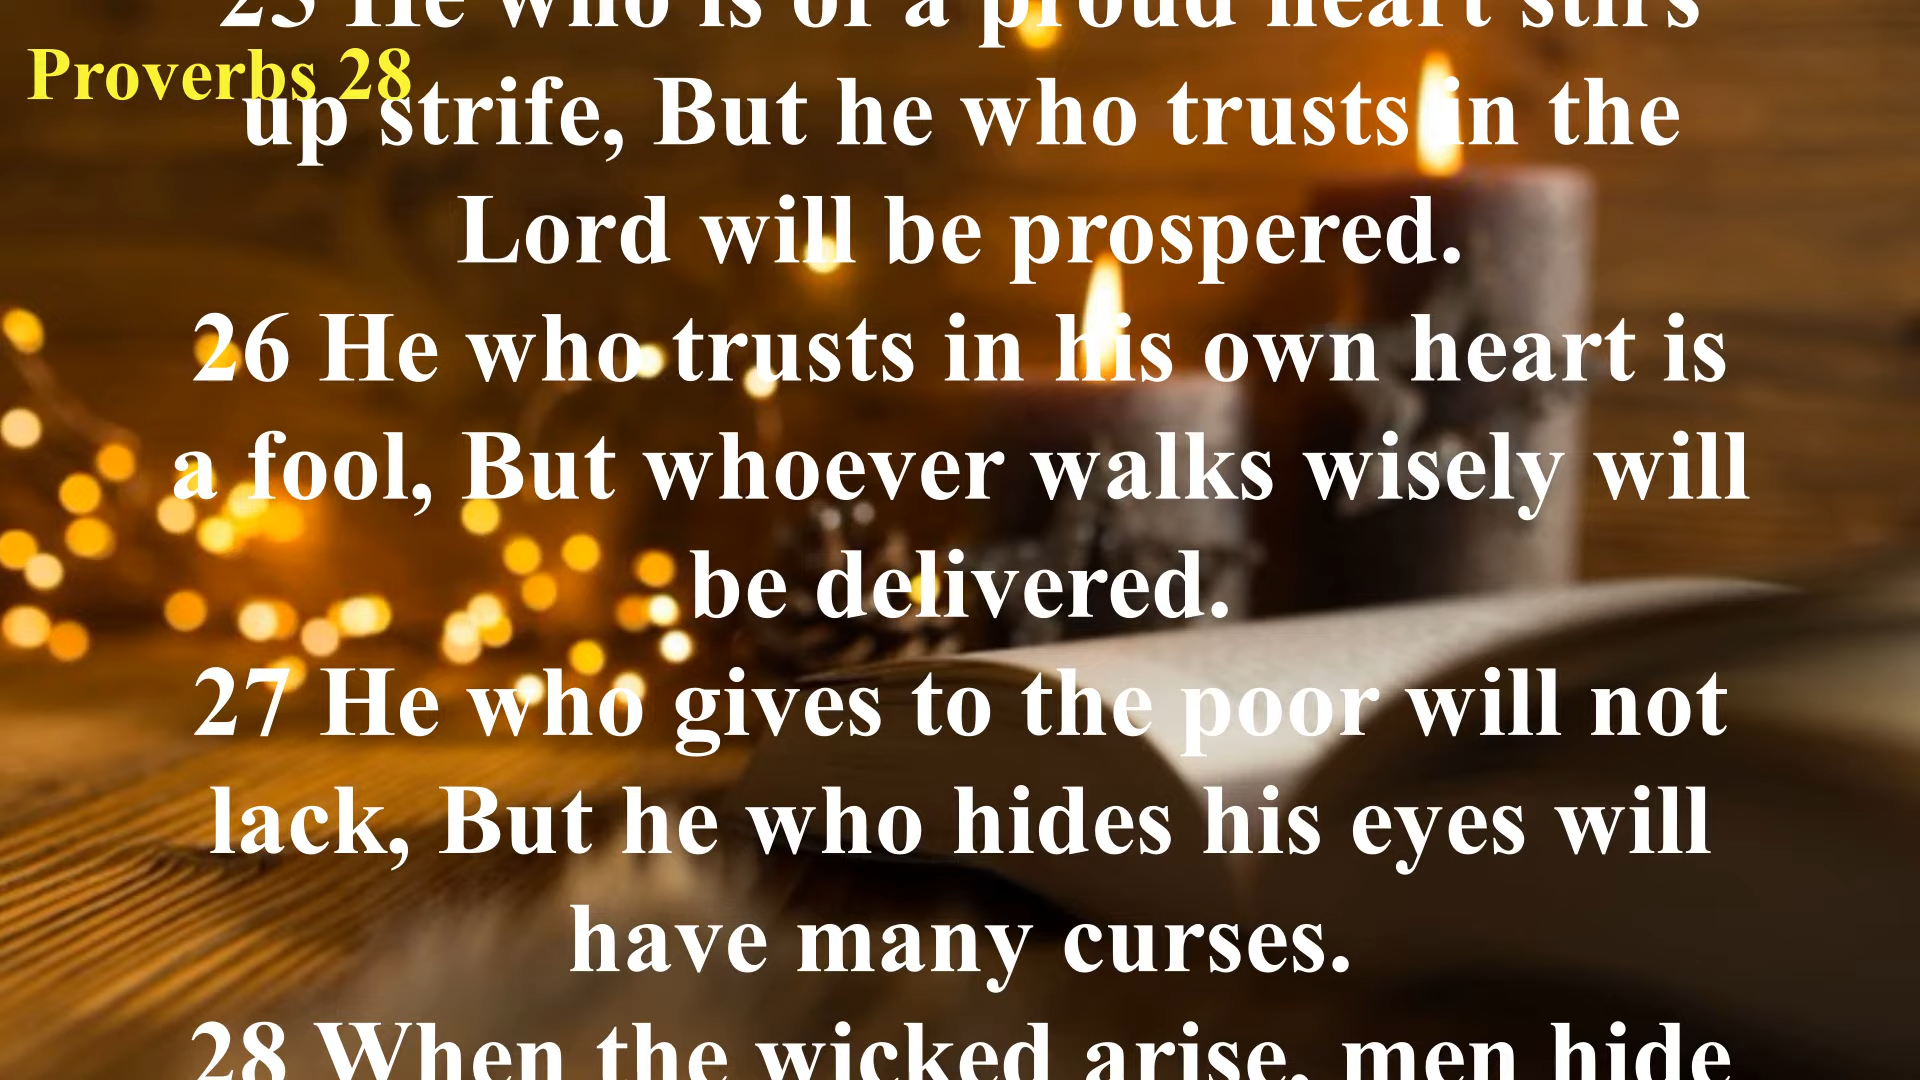 25 He who is of a proud heart stirs
Proverbs 28
up strife, But he who trusts in the
Lord will be prospered.
26 He who trusts in his own heart is
a fool, But whoever walks wisely will
be delivered.
27 He who gives to the poor will not
lack, But he who hides his eyes will
have many curses.
28 When the wicked arise, men hide